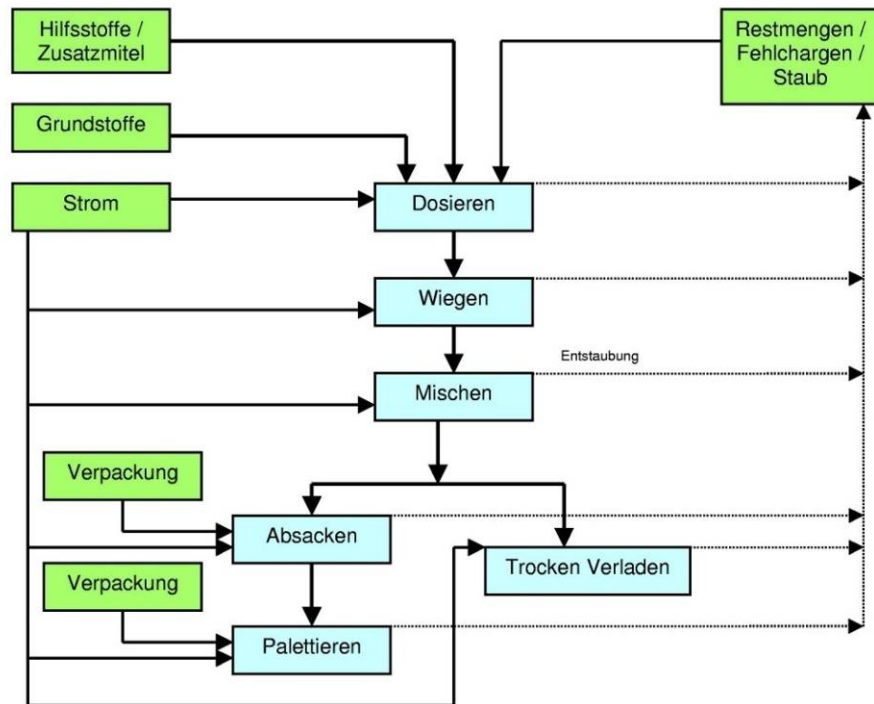 Hilfsstoffe /
Zusatzmitel
Restmengen /
Fehlchargen /
Staub
Grundstoffe
Strom
Dosieren
Wiegen
Entstaubung
Mischen
Verpackung
Absacken
Trocken Verladen
Verpackung
Palettieren